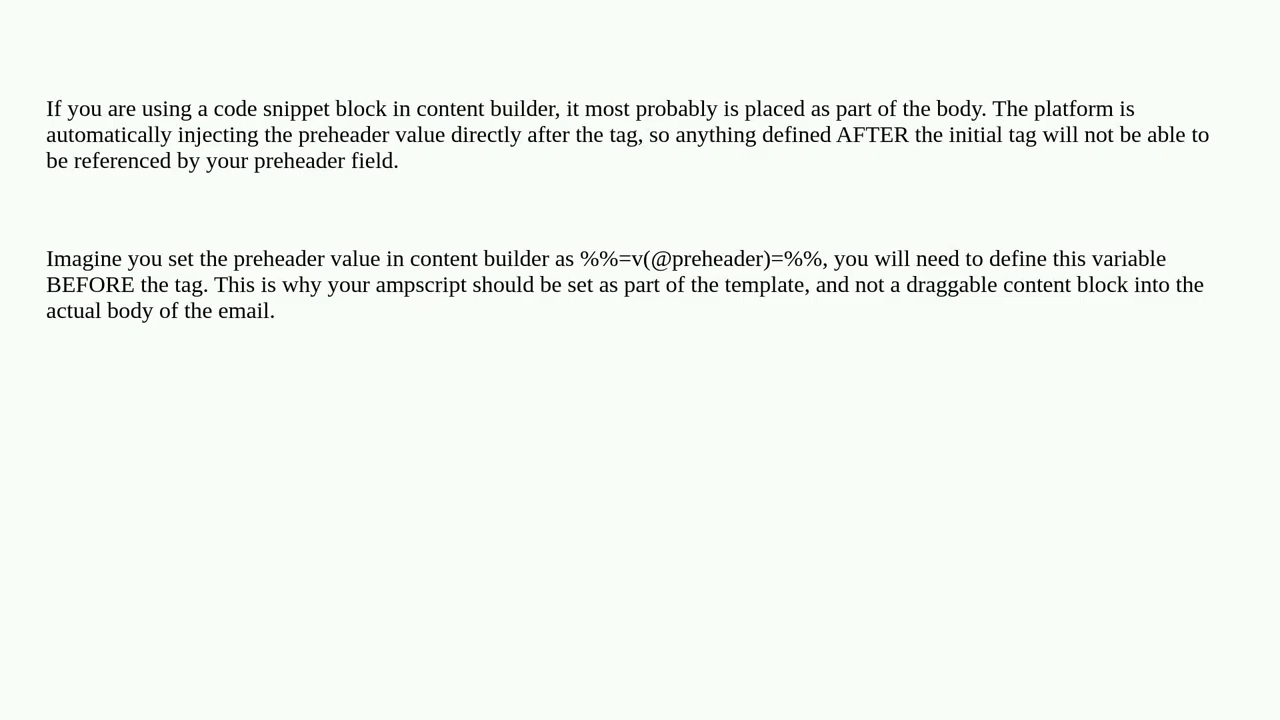 If you are using a code snippet block in content builder, it most probably is placed as part of the body. The platform is
automatically injecting the preheader value directly after the tag, so anything defined AFTER the initial tag will not be able to
be referenced by your preheader field.
Imagine you set the preheader value in content builder as %%=v(@preheader)=%%, you will need to define this variable
BEFORE the tag. This is why your ampscript should be set as part of the template, and not a draggable content block into the
actual body of the email.